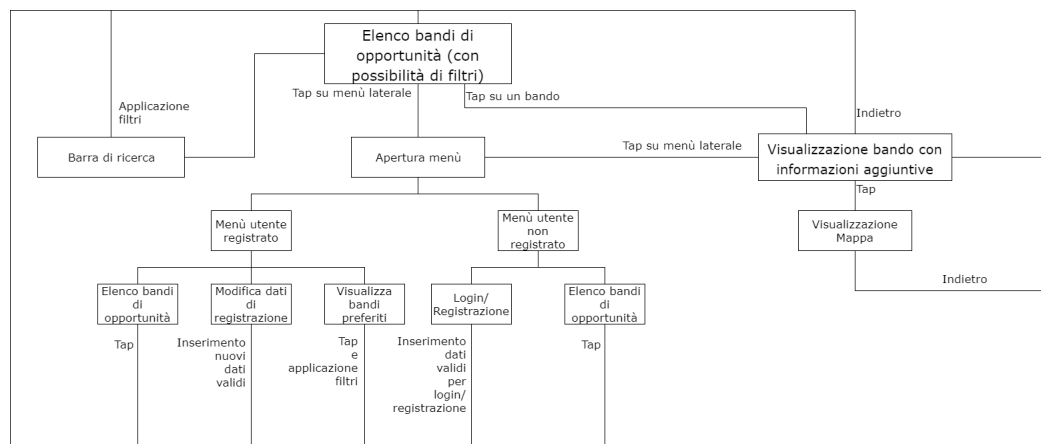 Elenco bandi di
opportunità (con
possibilità di filtri)
Tap su menù laterale
Tap su un bando
Applicazione
filtri
Indietro
Barra di ricerca
Apertura menù
Tap su menù laterale
Visualizzazione bando con
informazioni aggiuntive
Tap
Menù utente
registrato
Menù utente
non
registrato
Visualizzazione
Mappa
Indietro
Elenco bandi
di
opportunità
Modifica dati
di
registrazione
Visualizza
bandi
preferiti
Login/
Registrazione
Elenco bandi
di
opportunità
Tap
Inserimento
nuovi
dati
validi
Tap
e
applicazione
filtri
Inserimento
dati
validi
per
login/
registrazione
Tap